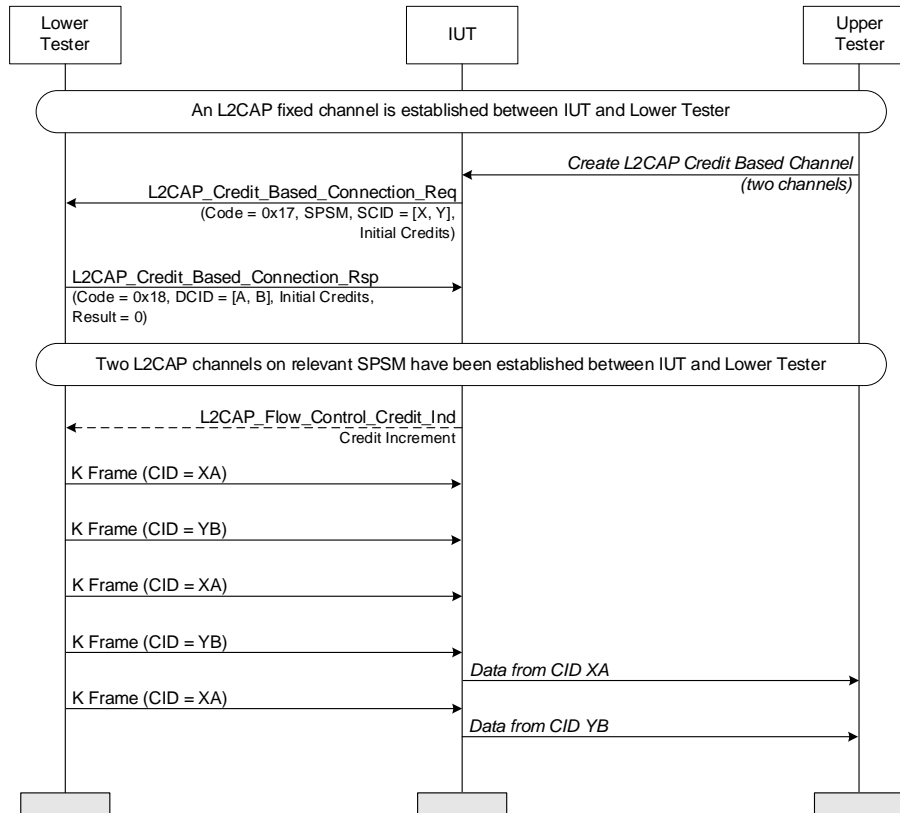 Lower
Tester
IUT
Upper
Tester
An L2CAP fixed channel is established between IUT and Lower Tester
Create L2CAP Credit Based Channel
(two channels)
L2CAP_Credit_Based_Connection_Req
(Code = 0x17, SPSM, SCID = [X, Y],
Initial Credits)
L2CAP_Credit_Based_Connection_Rsp
(Code = 0x18, DCID = [A, B], Initial Credits,
Result = 0)
Two L2CAP channels on relevant SPSM have been established between IUT and Lower Tester
L2CAP_Flow_Control_Credit_Ind
Credit Increment
K Frame (CID = XA)
K Frame (CID = YB)
K Frame (CID = XA)
K Frame (CID = YB)
Data from CID XA
K Frame (CID = XA)
Data from CID YB